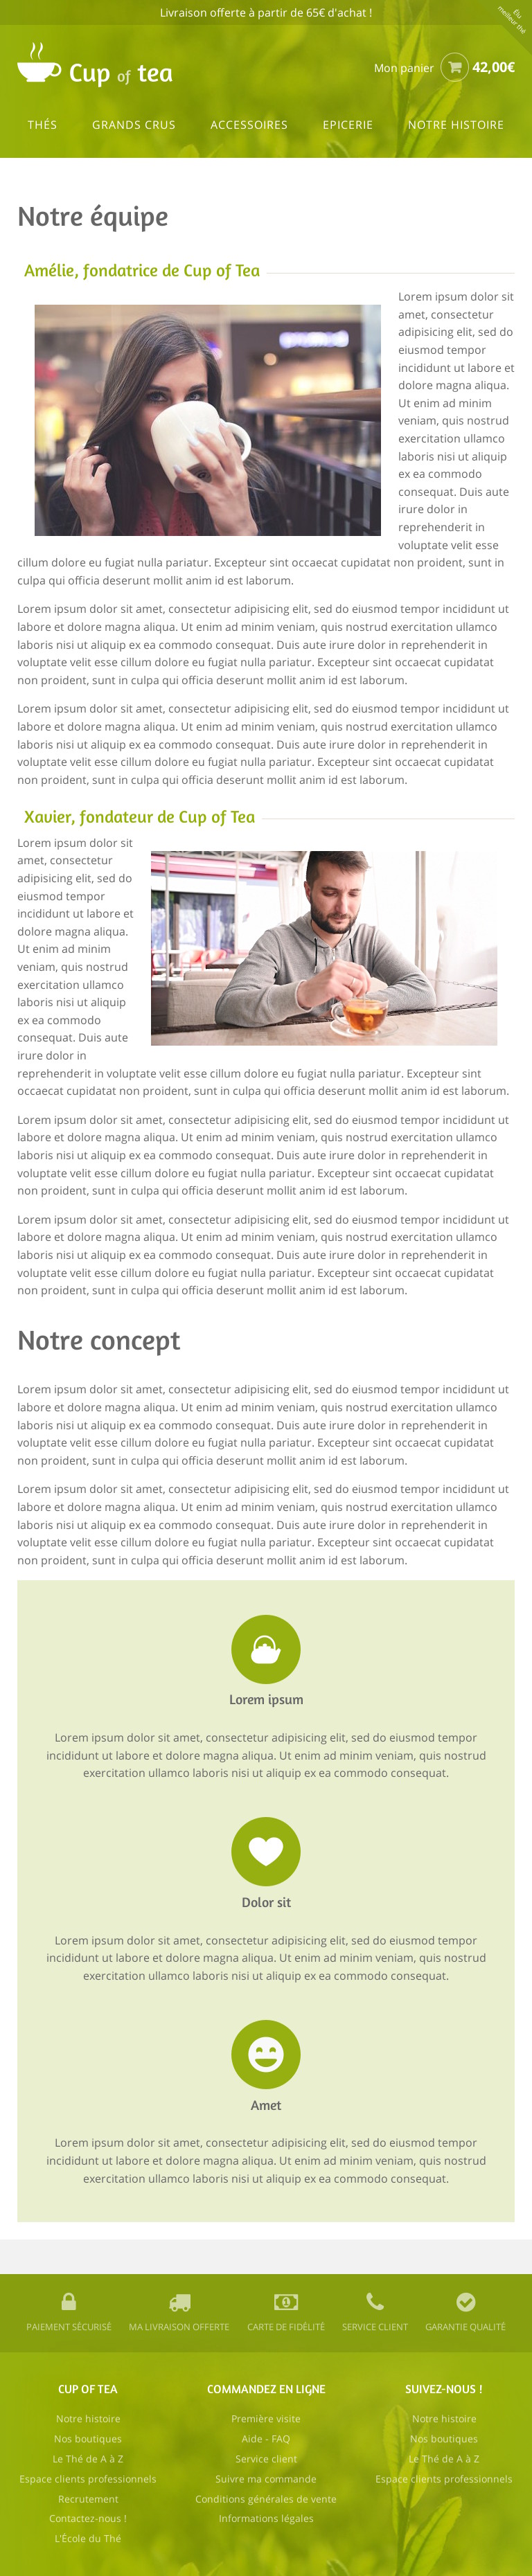 Livraison offerte à partir de 65€ d'achat !
Élu
meilleur thé
Cup of tea
Mon panier 42,00€
THÉS GRANDS CRUS ACCESSOIRES EPICERIE NOTRE HISTOIRE
Notre équipe
Amélie, fondatrice de Cup of Tea
Lorem ipsum dolor sit
amet, consectetur
adipisicing elit, sed do
eiusmod tempor
incididunt ut labore et
dolore magna aliqua.
Ut enim ad minim
veniam, quis nostrud
exercitation ullamco
laboris nisi ut aliquip
ex ea commodo
consequat. Duis aute
irure dolor in
reprehenderit in
voluptate velit esse
cillum dolore eu fugiat nulla pariatur. Excepteur sint occaecat cupidatat non proident, sunt in
culpa qui officia deserunt mollit anim id est laborum.
Lorem ipsum dolor sit amet, consectetur adipisicing elit, sed do eiusmod tempor incididunt ut
labore et dolore magna aliqua. Ut enim ad minim veniam, quis nostrud exercitation ullamco
laboris nisi ut aliquip ex ea commodo consequat. Duis aute irure dolor in reprehenderit in
voluptate velit esse cillum dolore eu fugiat nulla pariatur. Excepteur sint occaecat cupidatat
non proident, sunt in culpa qui officia deserunt mollit anim id est laborum.
Lorem ipsum dolor sit amet, consectetur adipisicing elit, sed do eiusmod tempor incididunt ut
labore et dolore magna aliqua. Ut enim ad minim veniam, quis nostrud exercitation ullamco
laboris nisi ut aliquip ex ea commodo consequat. Duis aute irure dolor in reprehenderit in
voluptate velit esse cillum dolore eu fugiat nulla pariatur. Excepteur sint occaecat cupidatat
non proident, sunt in culpa qui officia deserunt mollit anim id est laborum.
Xavier, fondateur de Cup of Tea
Lorem ipsum dolor sit
amet, consectetur
adipisicing elit, sed do
eiusmod tempor
incididunt ut labore et
dolore magna aliqua.
Ut enim ad minim
veniam, quis nostrud
exercitation ullamco
laboris nisi ut aliquip
ex ea commodo
consequat. Duis aute
irure dolor in
reprehenderit in voluptate velit esse cillum dolore eu fugiat nulla pariatur. Excepteur sint
occaecat cupidatat non proident, sunt in culpa qui officia deserunt mollit anim id est laborum.
Lorem ipsum dolor sit amet, consectetur adipisicing elit, sed do eiusmod tempor incididunt ut
labore et dolore magna aliqua. Ut enim ad minim veniam, quis nostrud exercitation ullamco
laboris nisi ut aliquip ex ea commodo consequat. Duis aute irure dolor in reprehenderit in
voluptate velit esse cillum dolore eu fugiat nulla pariatur. Excepteur sint occaecat cupidatat
non proident, sunt in culpa qui officia deserunt mollit anim id est laborum.
Lorem ipsum dolor sit amet, consectetur adipisicing elit, sed do eiusmod tempor incididunt ut
labore et dolore magna aliqua. Ut enim ad minim veniam, quis nostrud exercitation ullamco
laboris nisi ut aliquip ex ea commodo consequat. Duis aute irure dolor in reprehenderit in
voluptate velit esse cillum dolore eu fugiat nulla pariatur. Excepteur sint occaecat cupidatat
non proident, sunt in culpa qui officia deserunt mollit anim id est laborum.
Notre concept
Lorem ipsum dolor sit amet, consectetur adipisicing elit, sed do eiusmod tempor incididunt ut
labore et dolore magna aliqua. Ut enim ad minim veniam, quis nostrud exercitation ullamco
laboris nisi ut aliquip ex ea commodo consequat. Duis aute irure dolor in reprehenderit in
voluptate velit esse cillum dolore eu fugiat nulla pariatur. Excepteur sint occaecat cupidatat
non proident, sunt in culpa qui officia deserunt mollit anim id est laborum.
Lorem ipsum dolor sit amet, consectetur adipisicing elit, sed do eiusmod tempor incididunt ut
labore et dolore magna aliqua. Ut enim ad minim veniam, quis nostrud exercitation ullamco
laboris nisi ut aliquip ex ea commodo consequat. Duis aute irure dolor in reprehenderit in
voluptate velit esse cillum dolore eu fugiat nulla pariatur. Excepteur sint occaecat cupidatat
non proident, sunt in culpa qui officia deserunt mollit anim id est laborum.
Lorem ipsum
Lorem ipsum dolor sit amet, consectetur adipisicing elit, sed do eiusmod tempor
incididunt ut labore et dolore magna aliqua. Ut enim ad minim veniam, quis nostrud
exercitation ullamco laboris nisi ut aliquip ex ea commodo consequat.
Dolor sit
Lorem ipsum dolor sit amet, consectetur adipisicing elit, sed do eiusmod tempor
incididunt ut labore et dolore magna aliqua. Ut enim ad minim veniam, quis nostrud
exercitation ullamco laboris nisi ut aliquip ex ea commodo consequat.
Amet
Lorem ipsum dolor sit amet, consectetur adipisicing elit, sed do eiusmod tempor
incididunt ut labore et dolore magna aliqua. Ut enim ad minim veniam, quis nostrud
exercitation ullamco laboris nisi ut aliquip ex ea commodo consequat.
PAIEMENT SÉCURISÉ MA LIVRAISON OFFERTE CARTE DE FIDÉLITÉ SERVICE CLIENT GARANTIE QUALITÉ
CUP OF TEA
Notre histoire
Nos boutiques
Le Thé de A à Z
Espace clients professionnels
Recrutement
Contactez-nous !
L'École du Thé
COMMANDEZ EN LIGNE
Première visite
Aide - FAQ
Service client
Suivre ma commande
Conditions générales de vente
Informations légales
SUIVEZ-NOUS !
Notre histoire
Nos boutiques
Le Thé de A à Z
Espace clients professionnels